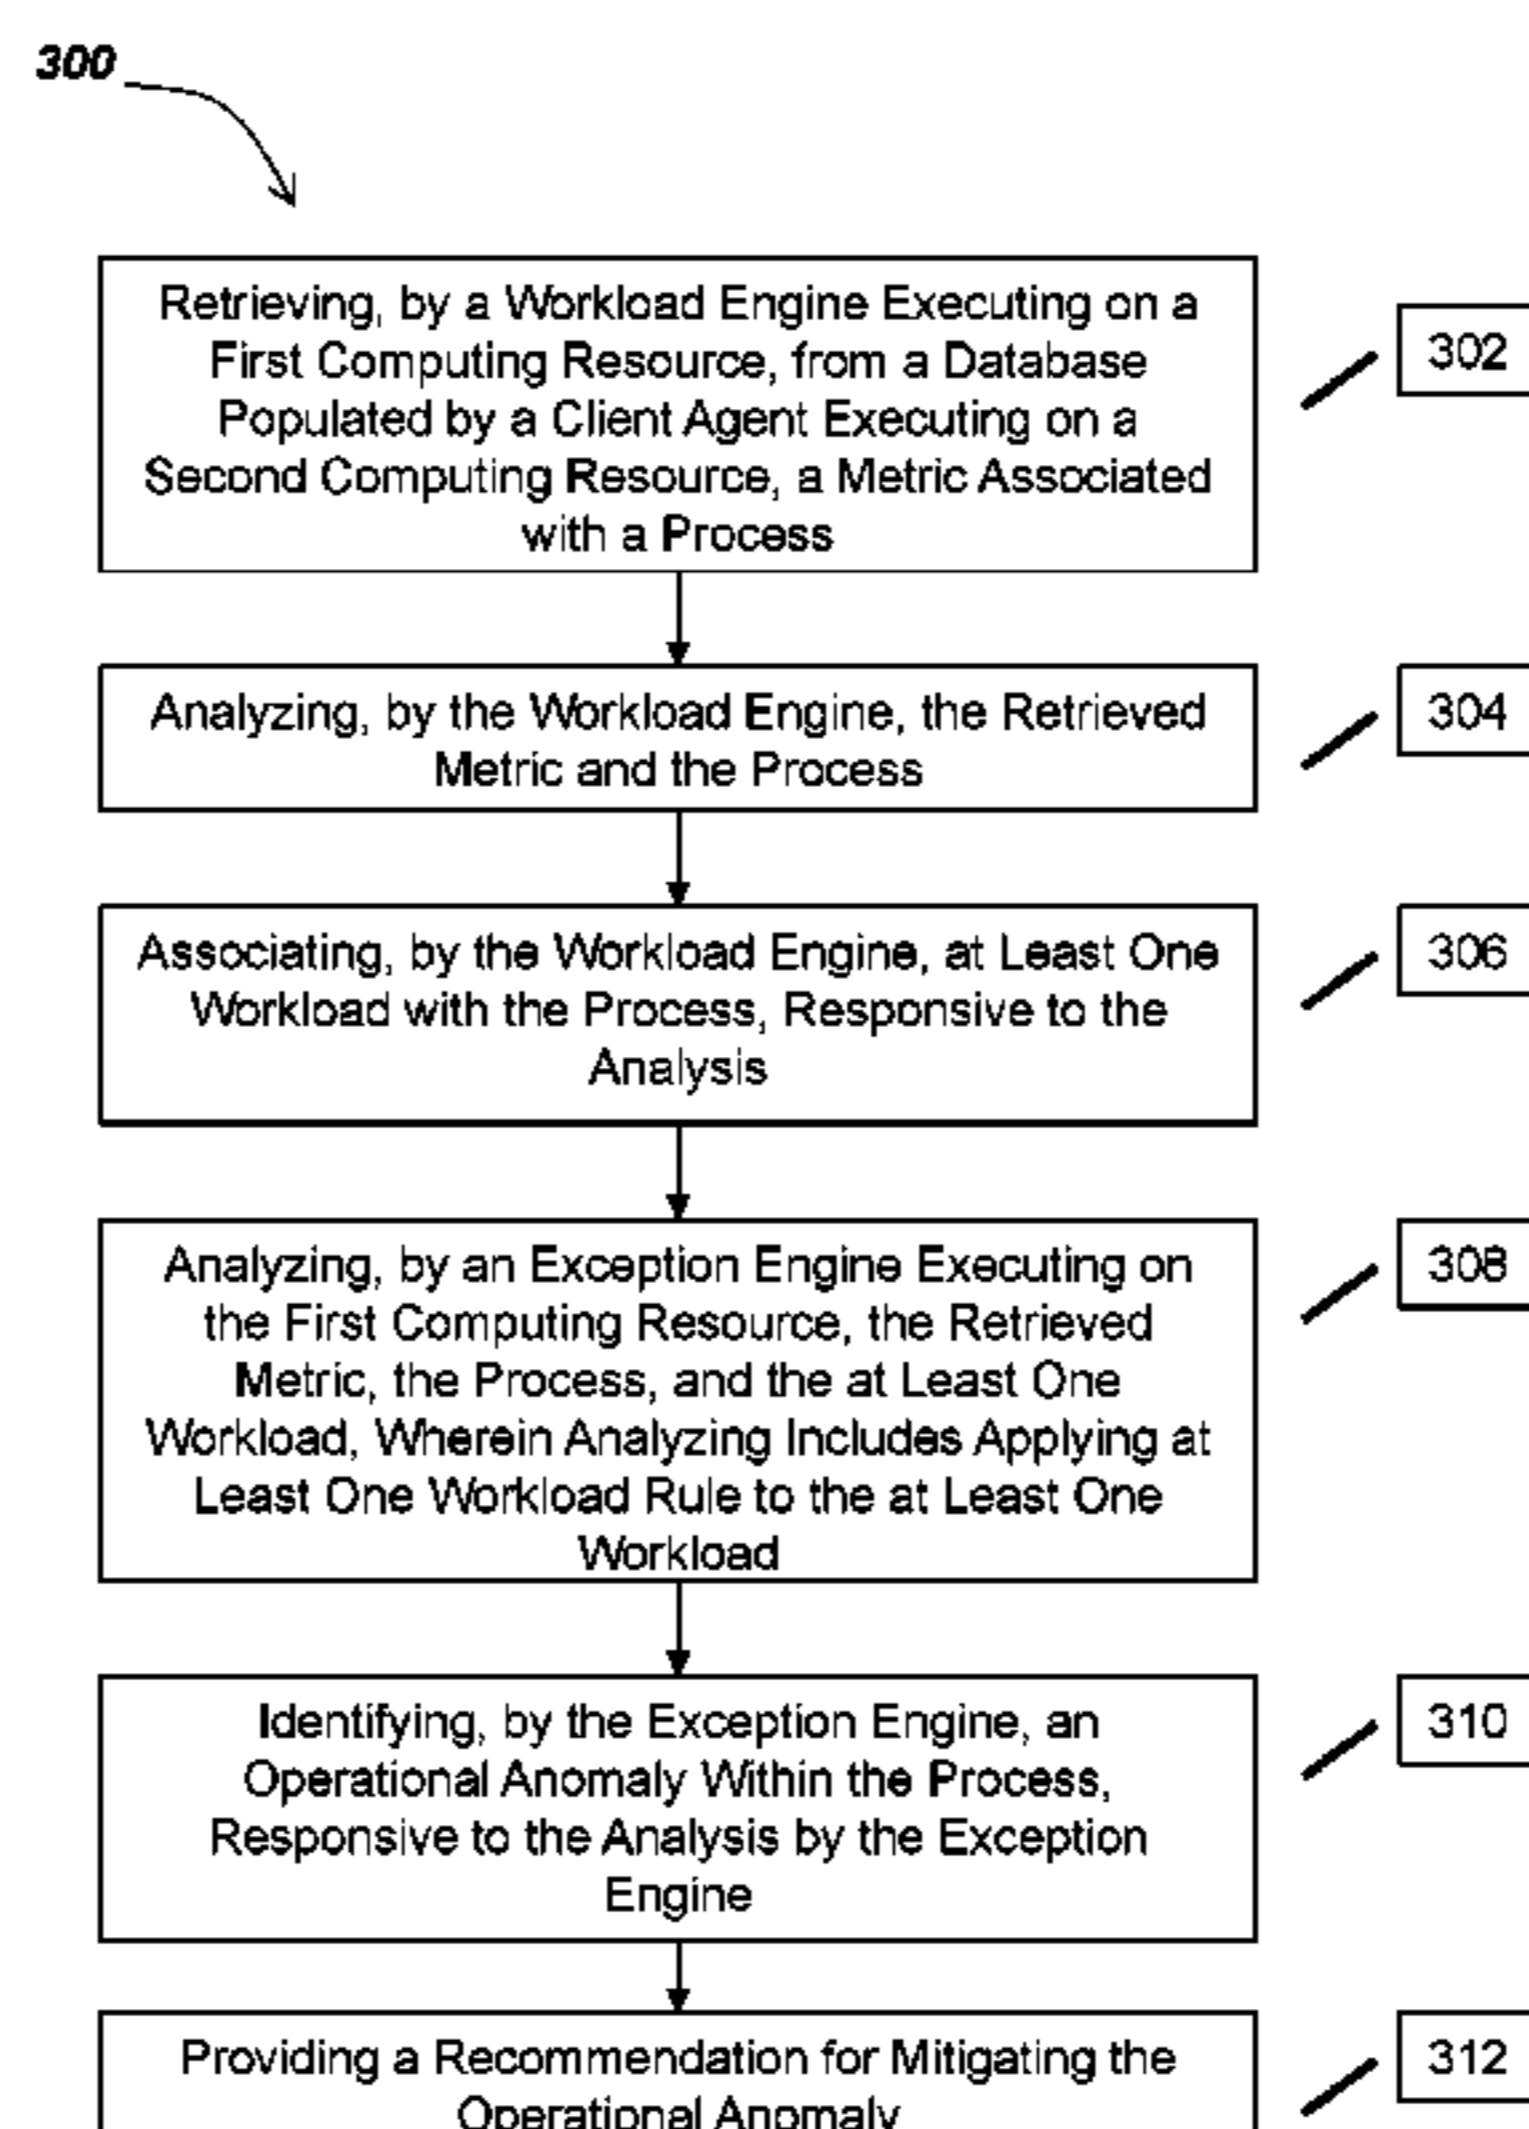 300
Retrieving, by a Workload Engine Executing on a
First Computing Resource, from a Database
Populated by a Client Agent Executing on a
Second Computing Resource, a Metric Associated
with a Process
302
Analyzing, by the Workload Engine, the Retrieved
Metric and the Process
304
Associating, by the Workload Engine, at Least One
Workload with the Process, Responsive to the
Analysis
306
Analyzing, by an Exception Engine Executing on
the First Computing Resource, the Retrieved
Metric, the Process, and the at Least One
Workload, Wherein Analyzing Includes Applying at
Least One Workload Rule to the at Least One
Workload
308
Identifying, by the Exception Engine, an
Operational Anomaly Within the Process,
Responsive to the Analysis by the Exception
Engine
310
Providing a Recommendation for Mitigating the
Operational Anomaly
312